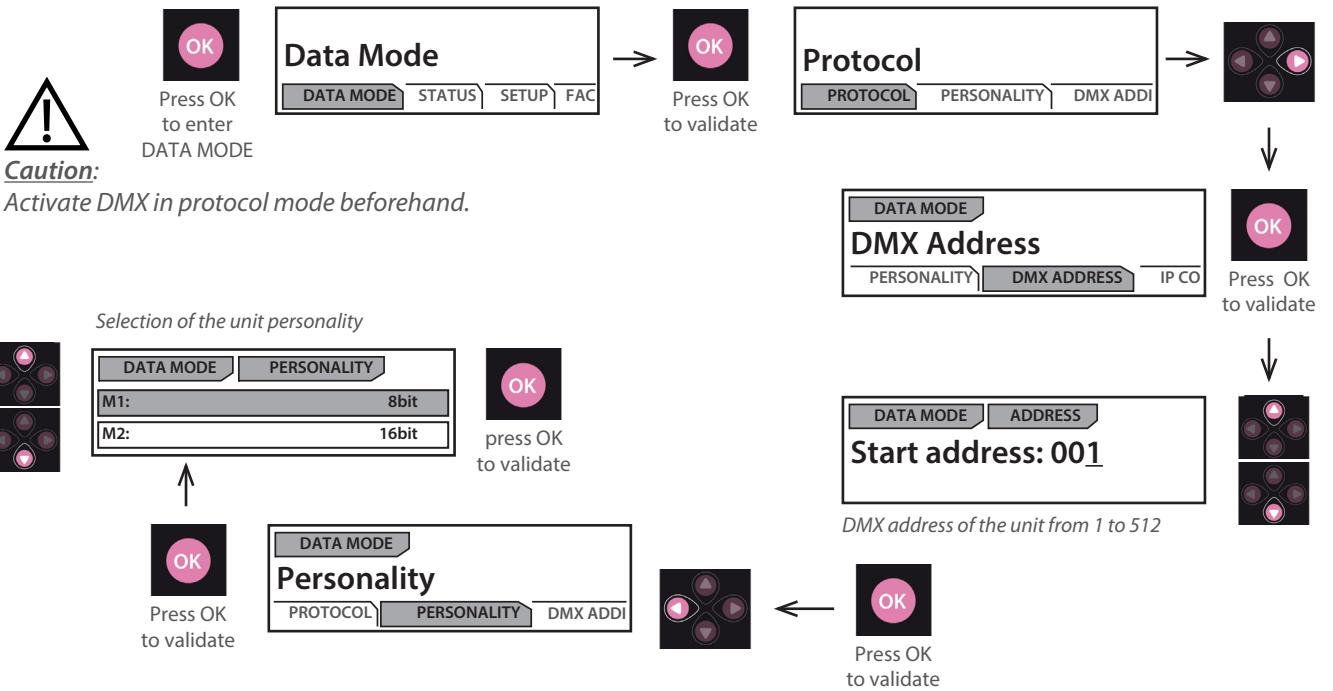 OK
Press OK
to enter
DATA MODE
Data Mode
DATA MODE STATUS SETUP FAC
OK
Press OK
to validate
Protocol
PROTOCOL PERSONALITY DMX ADDI
Caution:
Activate DMX in protocol mode beforehand.
DATA MODE
DMX Address
PERSONALITY DMX ADDRESS IP CO
OK
Press OK
to validate
DATA MODE ADDRESS
Start address: 001
DMX address of the unit from 1 to 512
OK
Press OK
to validate
DATA MODE
Personality
PROTOCOL PERSONALITY DMX ADDI
OK
Press OK
to validate
Selection of the unit personality
DATA MODE PERSONALITY
M1: 8bit
M2: 16bit
OK
press OK
to validate